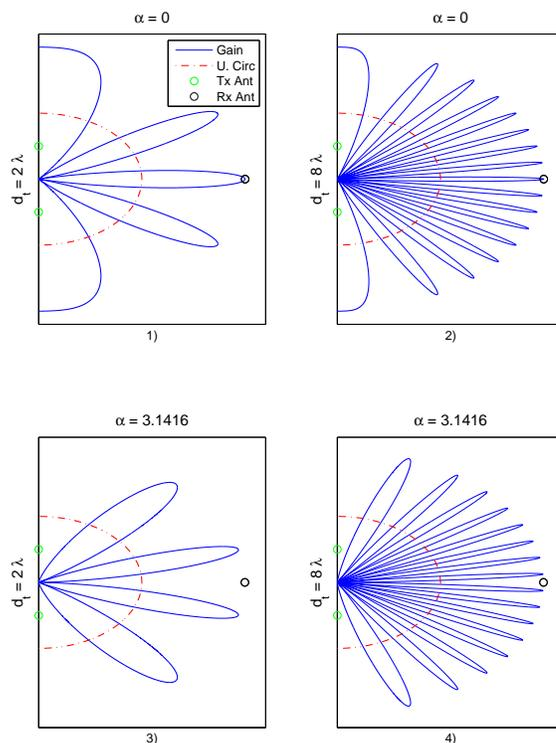 α = 0
d_t = 2 λ
Gain
U. Circ
Tx Ant
Rx Ant
1)
α = 0
d_t = 8 λ
2)
α = 3.1416
d_t = 2 λ
3)
α = 3.1416
d_t = 8 λ
4)